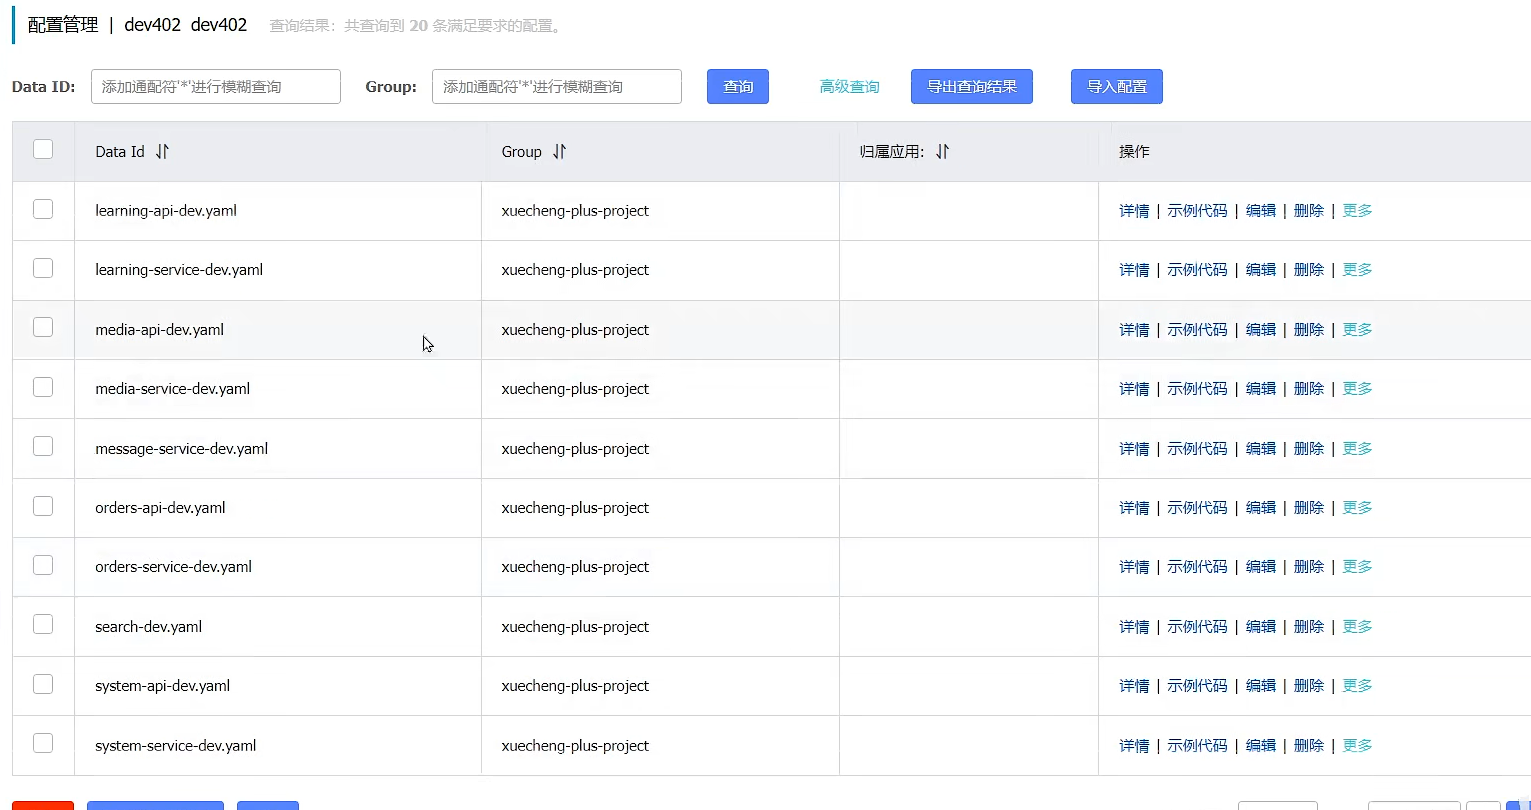 配置管理 | dev402 dev402 查询结果：共查询到 20 条满足要求的配置。
Data ID: 添加通配符'*'进行模糊查询 Group: 添加通配符'*'进行模糊查询 查询 高级查询 导出查询结果 导入配置
Data Id Group 归属应用: 操作
learning-api-dev.yaml xuecheng-plus-project 详情 | 示例代码 | 编辑 | 删除 | 更多
learning-service-dev.yaml xuecheng-plus-project 详情 | 示例代码 | 编辑 | 删除 | 更多
media-api-dev.yaml xuecheng-plus-project 详情 | 示例代码 | 编辑 | 删除 | 更多
media-service-dev.yaml xuecheng-plus-project 详情 | 示例代码 | 编辑 | 删除 | 更多
message-service-dev.yaml xuecheng-plus-project 详情 | 示例代码 | 编辑 | 删除 | 更多
orders-api-dev.yaml xuecheng-plus-project 详情 | 示例代码 | 编辑 | 删除 | 更多
orders-service-dev.yaml xuecheng-plus-project 详情 | 示例代码 | 编辑 | 删除 | 更多
search-dev.yaml xuecheng-plus-project 详情 | 示例代码 | 编辑 | 删除 | 更多
system-api-dev.yaml xuecheng-plus-project 详情 | 示例代码 | 编辑 | 删除 | 更多
system-service-dev.yaml xuecheng-plus-project 详情 | 示例代码 | 编辑 | 删除 | 更多